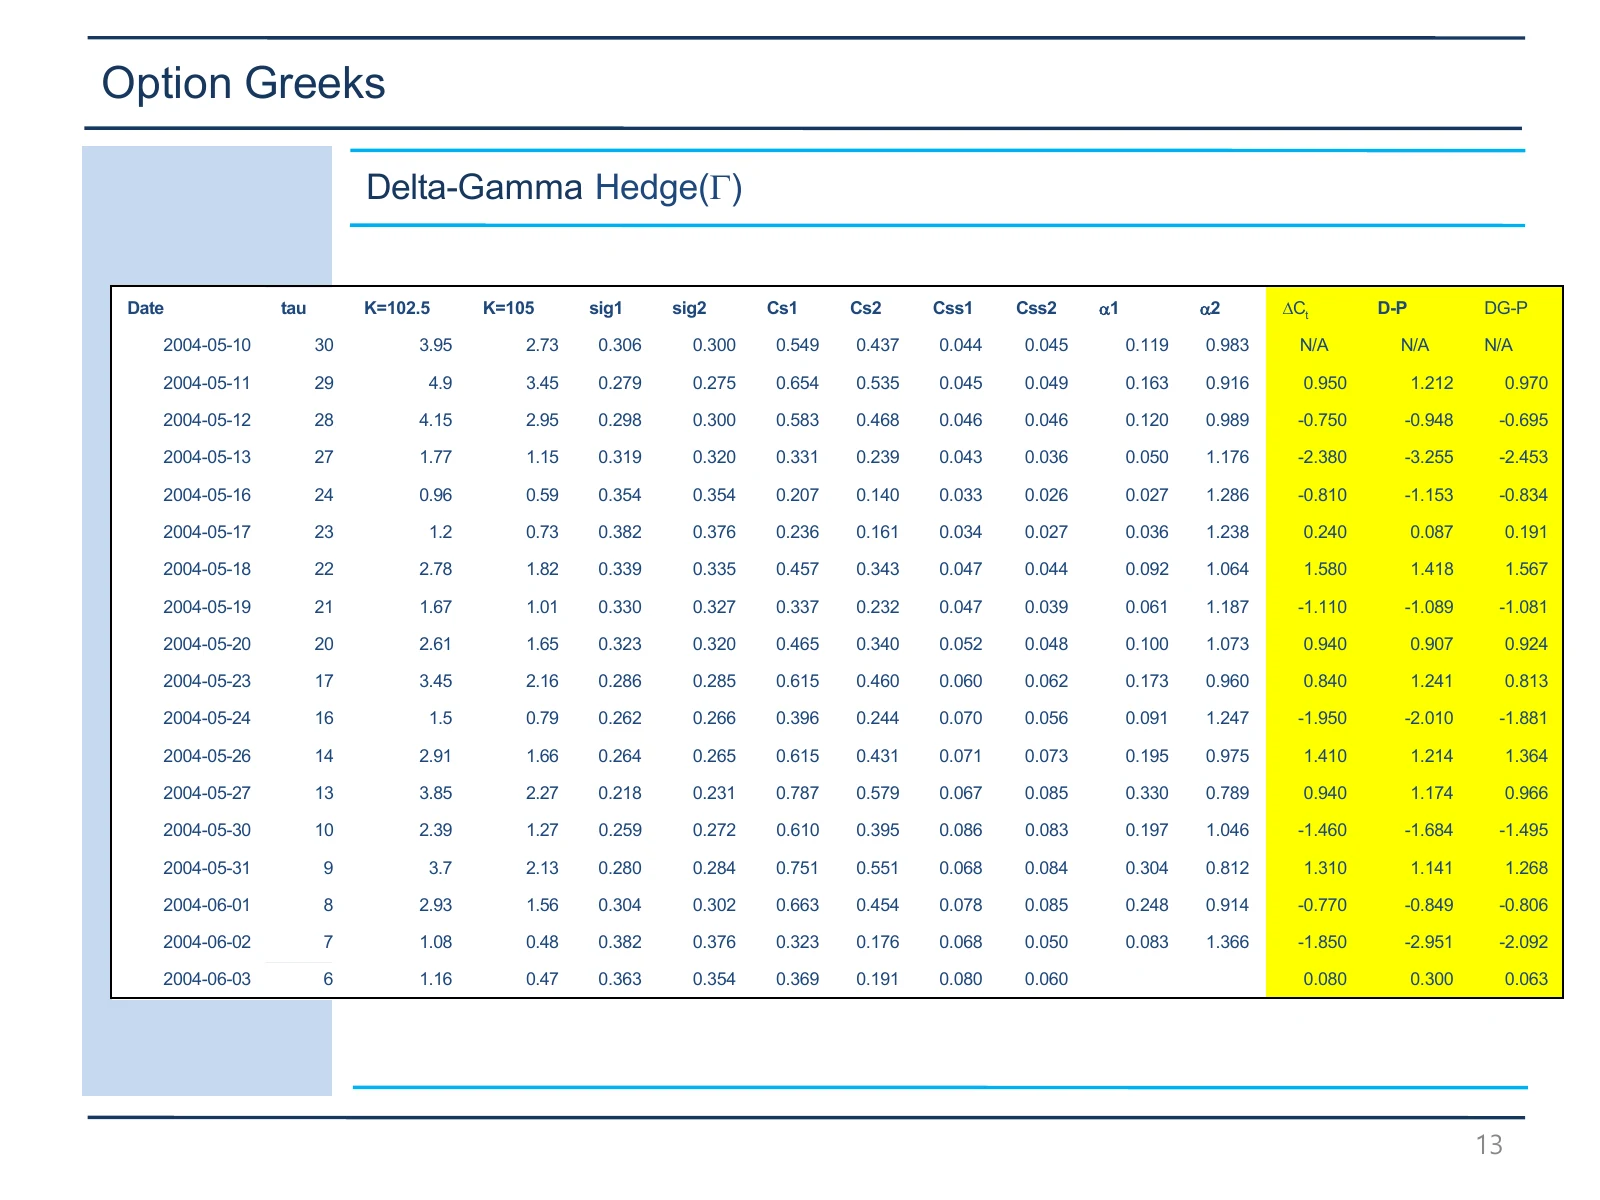 Option Greeks
Delta-Gamma Hedge(Γ)
Date tau K=102.5 K=105 sig1 sig2 Cs1 Cs2 Css1 Css2 α1 α2 ΔCt D-P DG-P
2004-05-10 30 3.95 2.73 0.306 0.300 0.549 0.437 0.044 0.045 0.119 0.983 N/A N/A N/A
2004-05-11 29 4.9 3.45 0.279 0.275 0.654 0.535 0.045 0.049 0.163 0.916 0.950 1.212 0.970
2004-05-12 28 4.15 2.95 0.298 0.300 0.583 0.468 0.046 0.046 0.120 0.989 -0.750 -0.948 -0.695
2004-05-13 27 1.77 1.15 0.319 0.320 0.331 0.239 0.043 0.036 0.050 1.176 -2.380 -3.255 -2.453
2004-05-16 24 0.96 0.59 0.354 0.354 0.207 0.140 0.033 0.026 0.027 1.286 -0.810 -1.153 -0.834
2004-05-17 23 1.2 0.73 0.382 0.376 0.236 0.161 0.034 0.027 0.036 1.238 0.240 0.087 0.191
2004-05-18 22 2.78 1.82 0.339 0.335 0.457 0.343 0.047 0.044 0.092 1.064 1.580 1.418 1.567
2004-05-19 21 1.67 1.01 0.330 0.327 0.337 0.232 0.047 0.039 0.061 1.187 -1.110 -1.089 -1.081
2004-05-20 20 2.61 1.65 0.323 0.320 0.465 0.340 0.052 0.048 0.100 1.073 0.940 0.907 0.924
2004-05-23 17 3.45 2.16 0.286 0.285 0.615 0.460 0.060 0.062 0.173 0.960 0.840 1.241 0.813
2004-05-24 16 1.5 0.79 0.262 0.266 0.396 0.244 0.070 0.056 0.091 1.247 -1.950 -2.010 -1.881
2004-05-26 14 2.91 1.66 0.264 0.265 0.615 0.431 0.071 0.073 0.195 0.975 1.410 1.214 1.364
2004-05-27 13 3.85 2.27 0.218 0.231 0.787 0.579 0.067 0.085 0.330 0.789 0.940 1.174 0.966
2004-05-30 10 2.39 1.27 0.259 0.272 0.610 0.395 0.086 0.083 0.197 1.046 -1.460 -1.684 -1.495
2004-05-31 9 3.7 2.13 0.280 0.284 0.751 0.551 0.068 0.084 0.304 0.812 1.310 1.141 1.268
2004-06-01 8 2.93 1.56 0.304 0.302 0.663 0.454 0.078 0.085 0.248 0.914 -0.770 -0.849 -0.806
2004-06-02 7 1.08 0.48 0.382 0.376 0.323 0.176 0.068 0.050 0.083 1.366 -1.850 -2.951 -2.092
2004-06-03 6 1.16 0.47 0.363 0.354 0.369 0.191 0.080 0.060 0.080 0.300 0.063
13